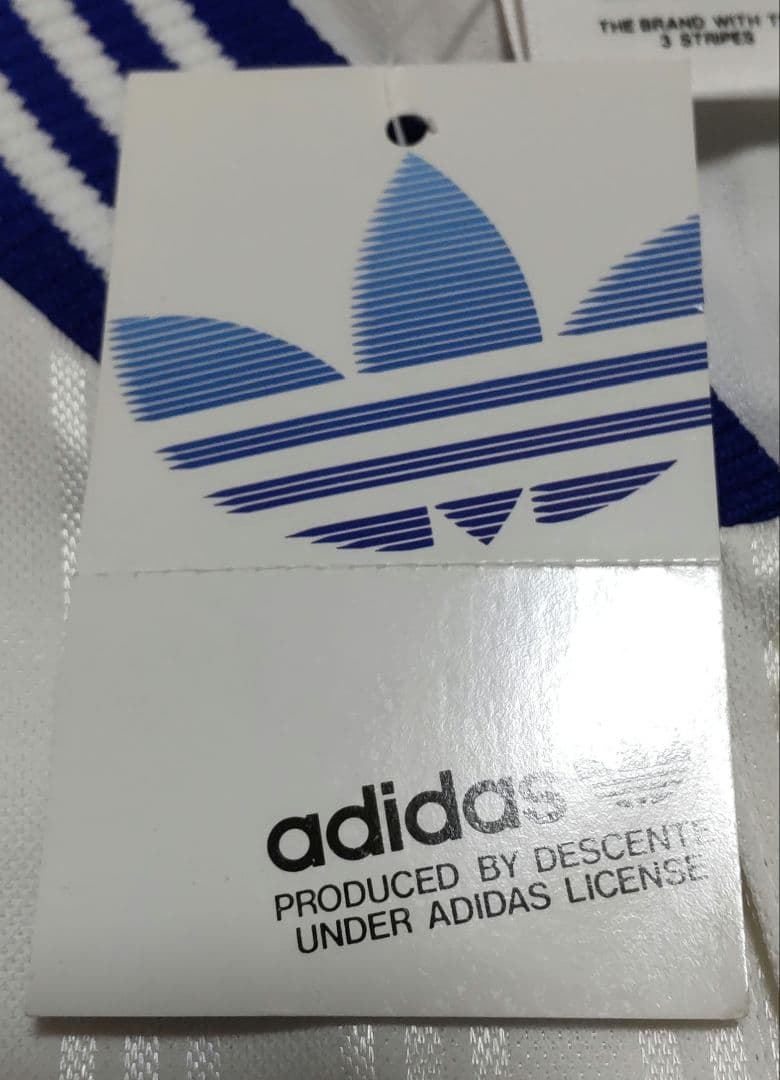 THE BRAND WITH T
3 STRIPES
adidas
PRODUCED BY DESCENTE
UNDER ADIDAS LICENSE